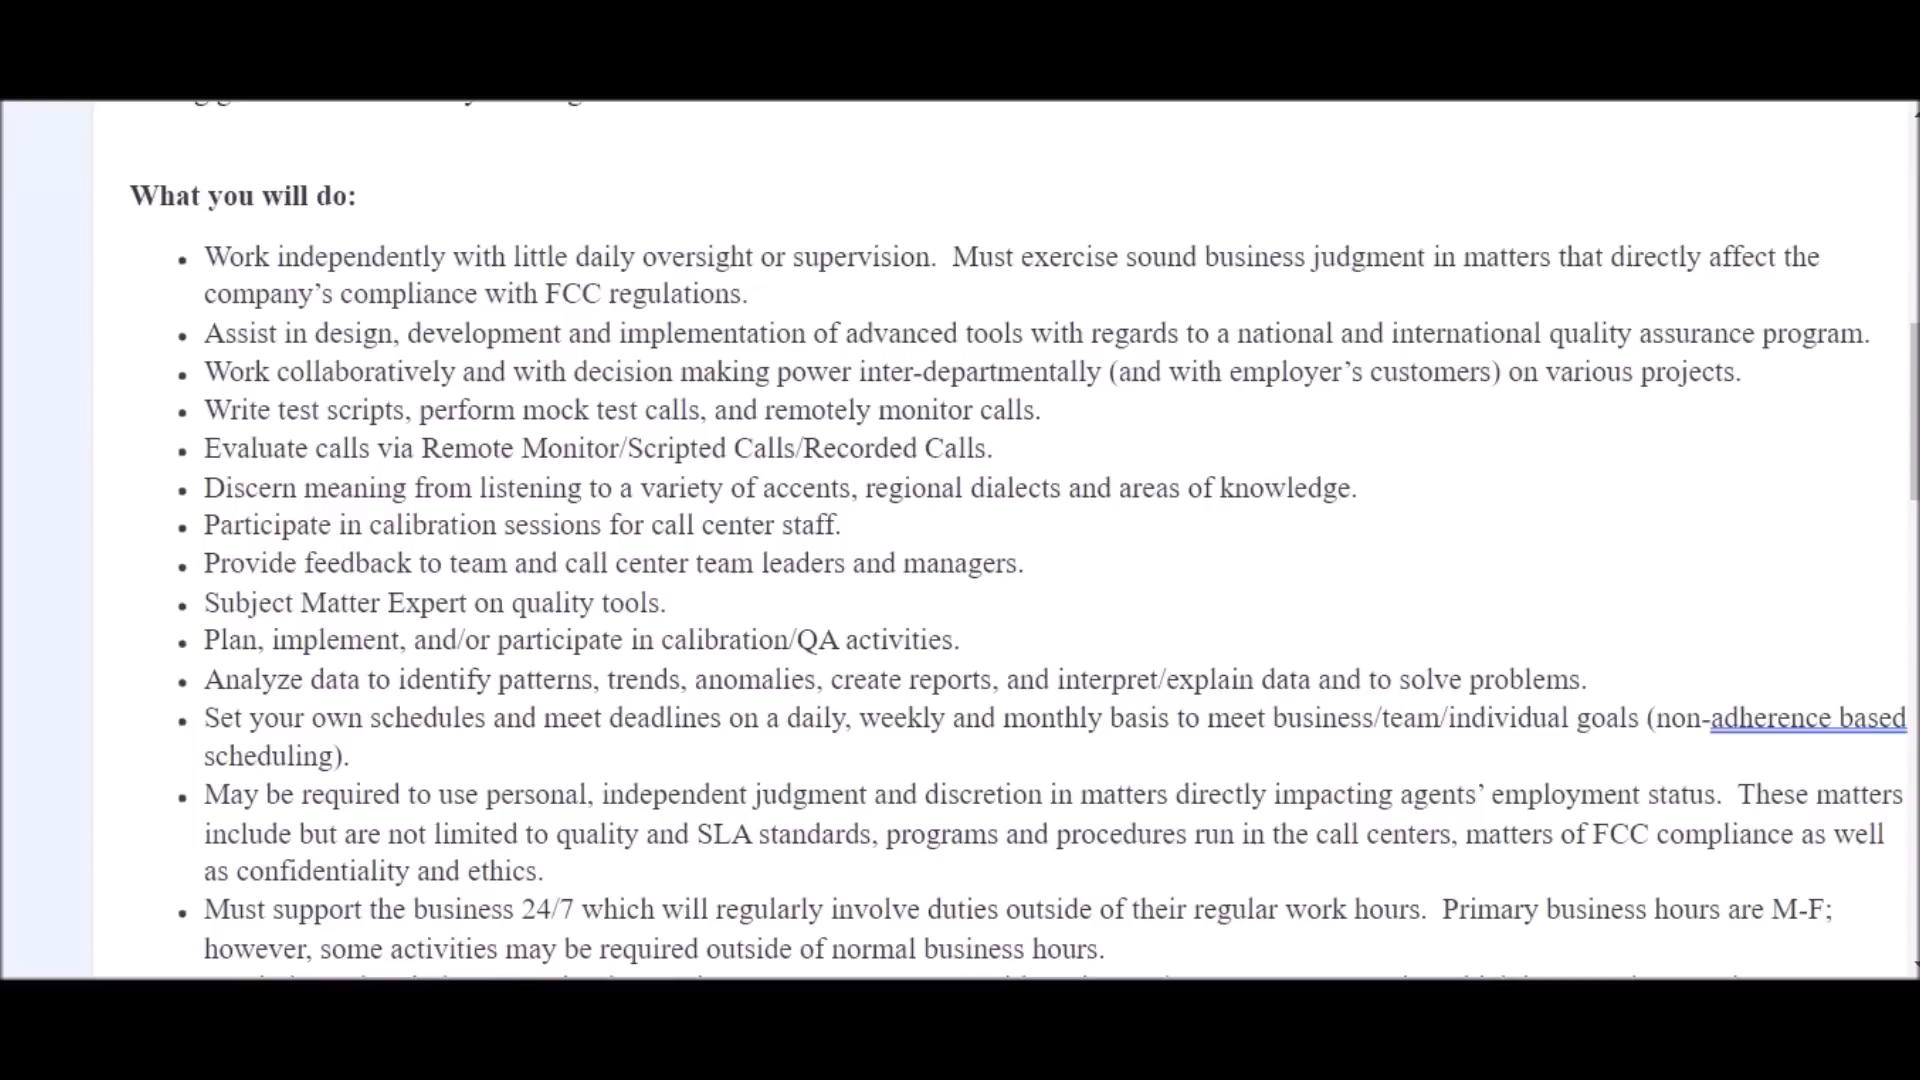 What you will do:
Work independently with little daily oversight or supervision.  Must exercise sound business judgment in matters that directly affect the
company’s compliance with FCC regulations.
Assist in design, development and implementation of advanced tools with regards to a national and international quality assurance program.
Work collaboratively and with decision making power inter-departmentally (and with employer’s customers) on various projects.
Write test scripts, perform mock test calls, and remotely monitor calls.
Evaluate calls via Remote Monitor/Scripted Calls/Recorded Calls.
Discern meaning from listening to a variety of accents, regional dialects and areas of knowledge.
Participate in calibration sessions for call center staff.
Provide feedback to team and call center team leaders and managers.
Subject Matter Expert on quality tools.
Plan, implement, and/or participate in calibration/QA activities.
Analyze data to identify patterns, trends, anomalies, create reports, and interpret/explain data and to solve problems.
Set your own schedules and meet deadlines on a daily, weekly and monthly basis to meet business/team/individual goals (non-adherence based
scheduling).
May be required to use personal, independent judgment and discretion in matters directly impacting agents’ employment status.  These matters
include but are not limited to quality and SLA standards, programs and procedures run in the call centers, matters of FCC compliance as well
as confidentiality and ethics.
Must support the business 24/7 which will regularly involve duties outside of their regular work hours.  Primary business hours are M-F;
however, some activities may be required outside of normal business hours.